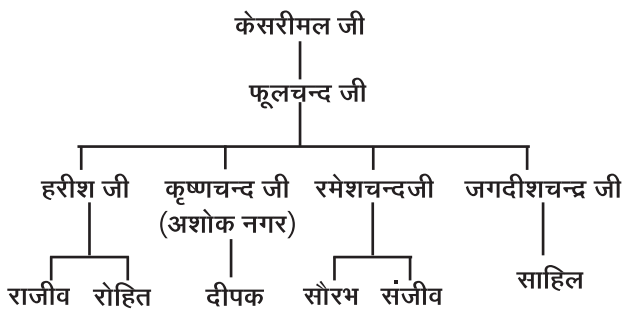 केसरीमल जी
फूलचन्द जी
हरीश जी कृष्णचन्द जी रमेशचन्दजी जगदीशचन्द्र जी
(अशोक नगर)
राजीव रोहित दीपक सौरभ संजीव साहिल